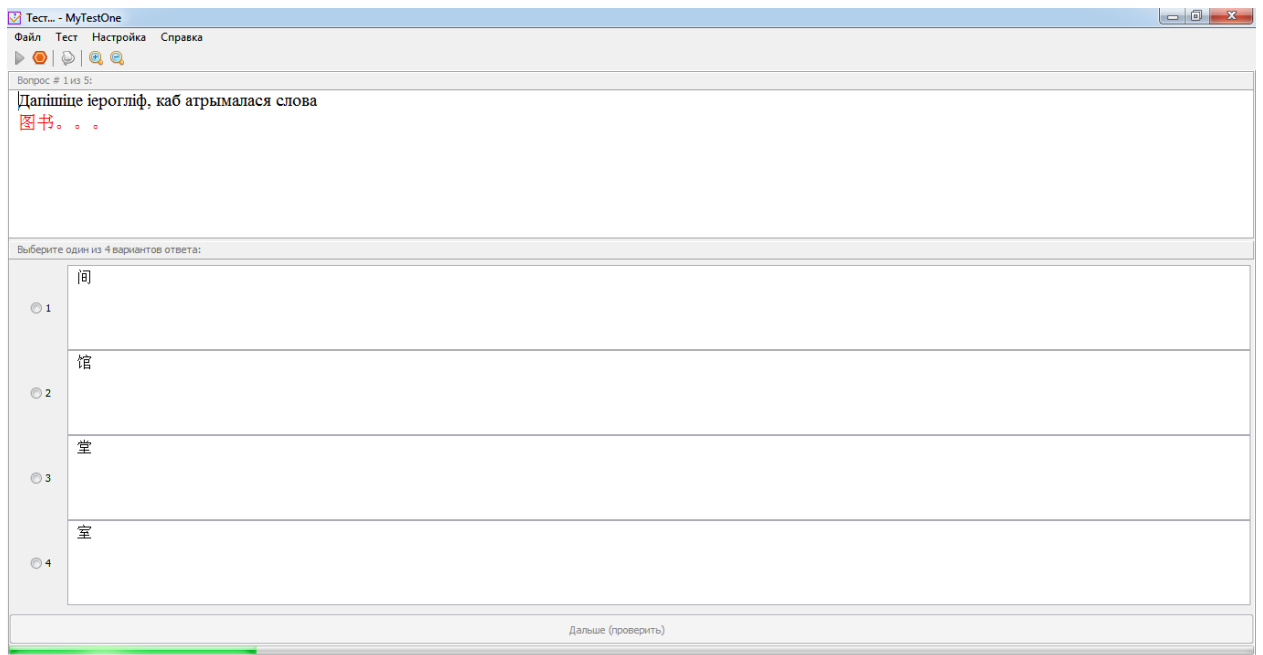 Тест... - MyTestOne
Файл Тест Настройка Справка
Вопрос # 1 из 5:
Дапішіце іерогліф, каб атрымалася слова
图书。。。
Выберите один из 4 вариантов ответа:
间
1
馆
2
堂
3
室
4
Дальше (проверить)